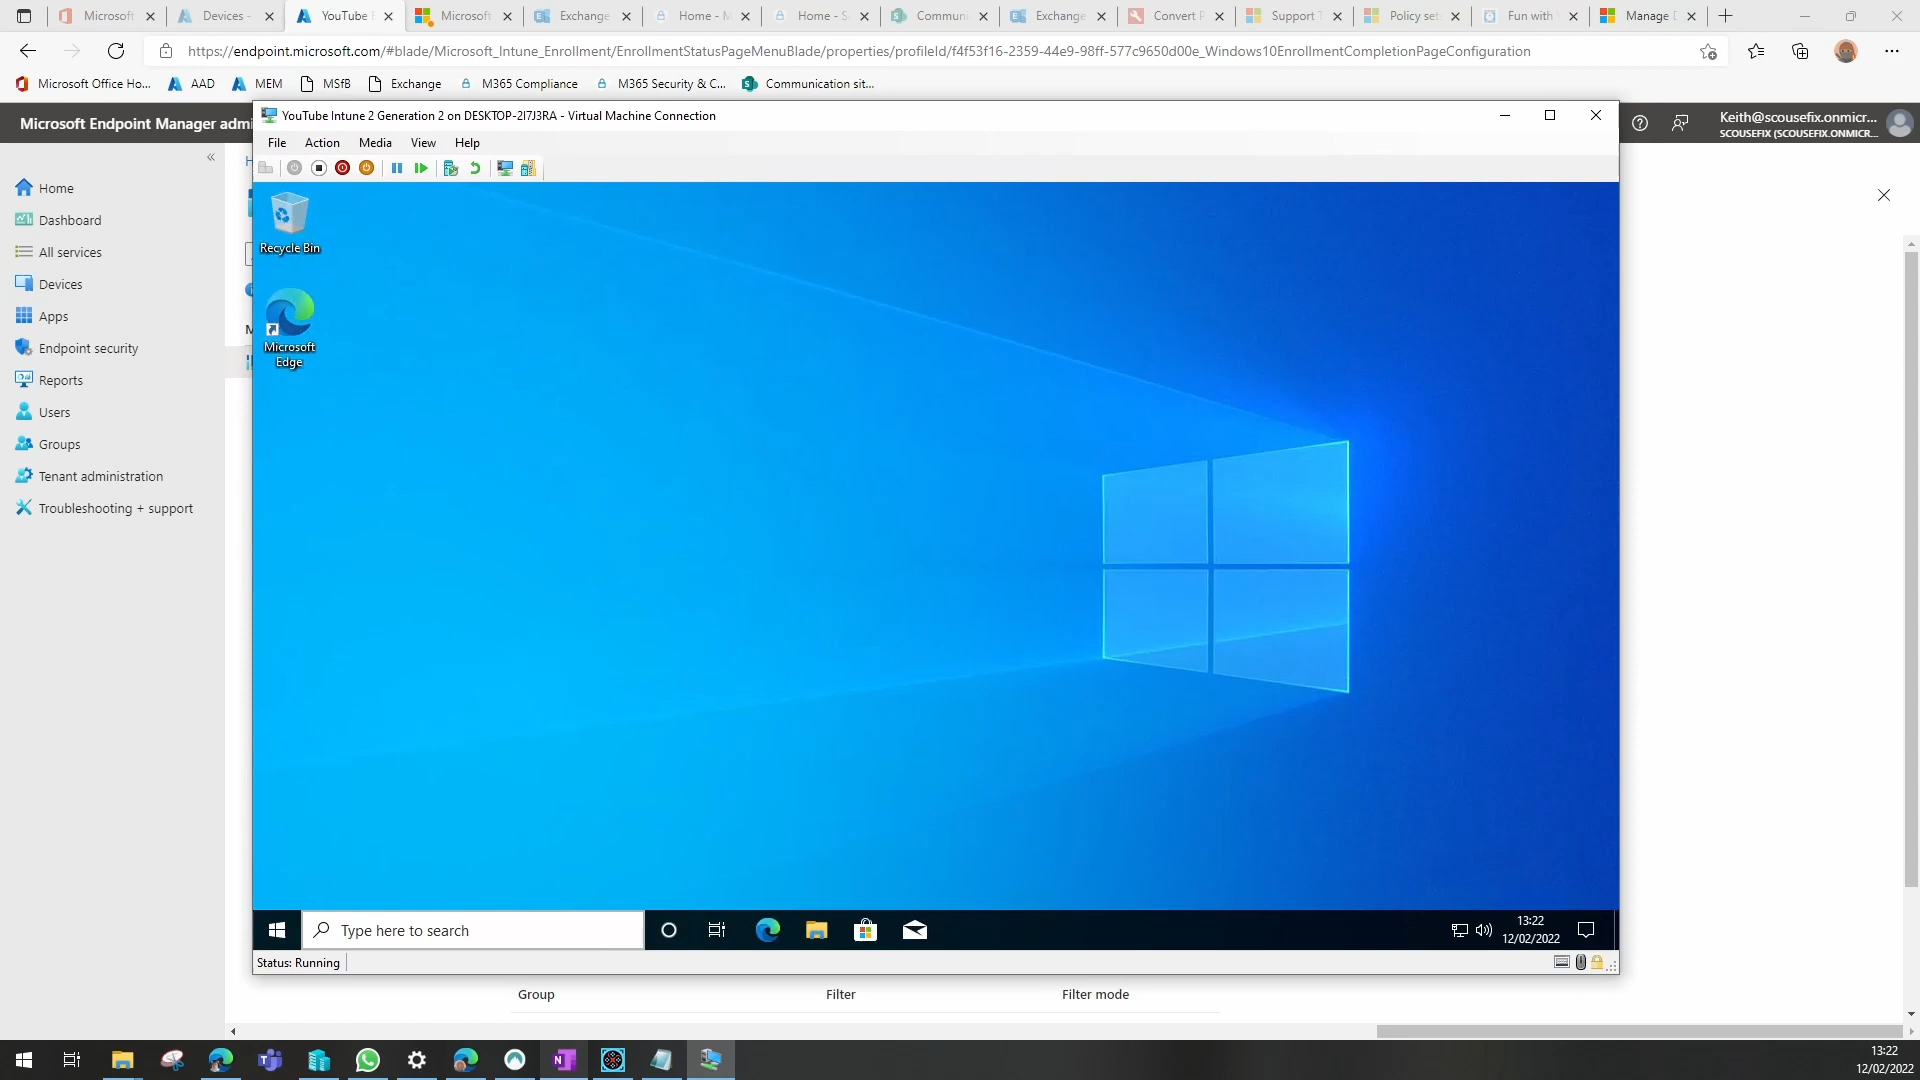 Microsoft
Devices -
YouTube E
Microsoft
Exchange
Home - M
Home - S
Commun
Exchange
Convert P
Support T
Policy set
Fun with
Manage D
https://endpoint.microsoft.com/#blade/Microsoft_Intune_Enrollment/EnrollmentStatusPageMenuBlade/properties/profileId/f4f53f16-2359-44e9-98ff-577c9650d00e_Windows10EnrollmentCompletionPageConfiguration
Microsoft Office Ho...
AAD
MEM
MSfB
Exchange
M365 Compliance
M365 Security & C...
Communication sit...
Microsoft Endpoint Manager admi
Keith@scousefix.onmicr...
SCOUSEFIX (SCOUSEFIX.ONMICR...
YouTube Intune 2 Generation 2 on DESKTOP-2I7J3RA - Virtual Machine Connection
File Action Media View Help
Home
Dashboard
All services
Devices
Apps
Endpoint security
Reports
Users
Groups
Tenant administration
Troubleshooting + support
Recycle Bin
Microsoft
Edge
Type here to search
13:22
12/02/2022
Status: Running
Group Filter Filter mode
13:22
12/02/2022